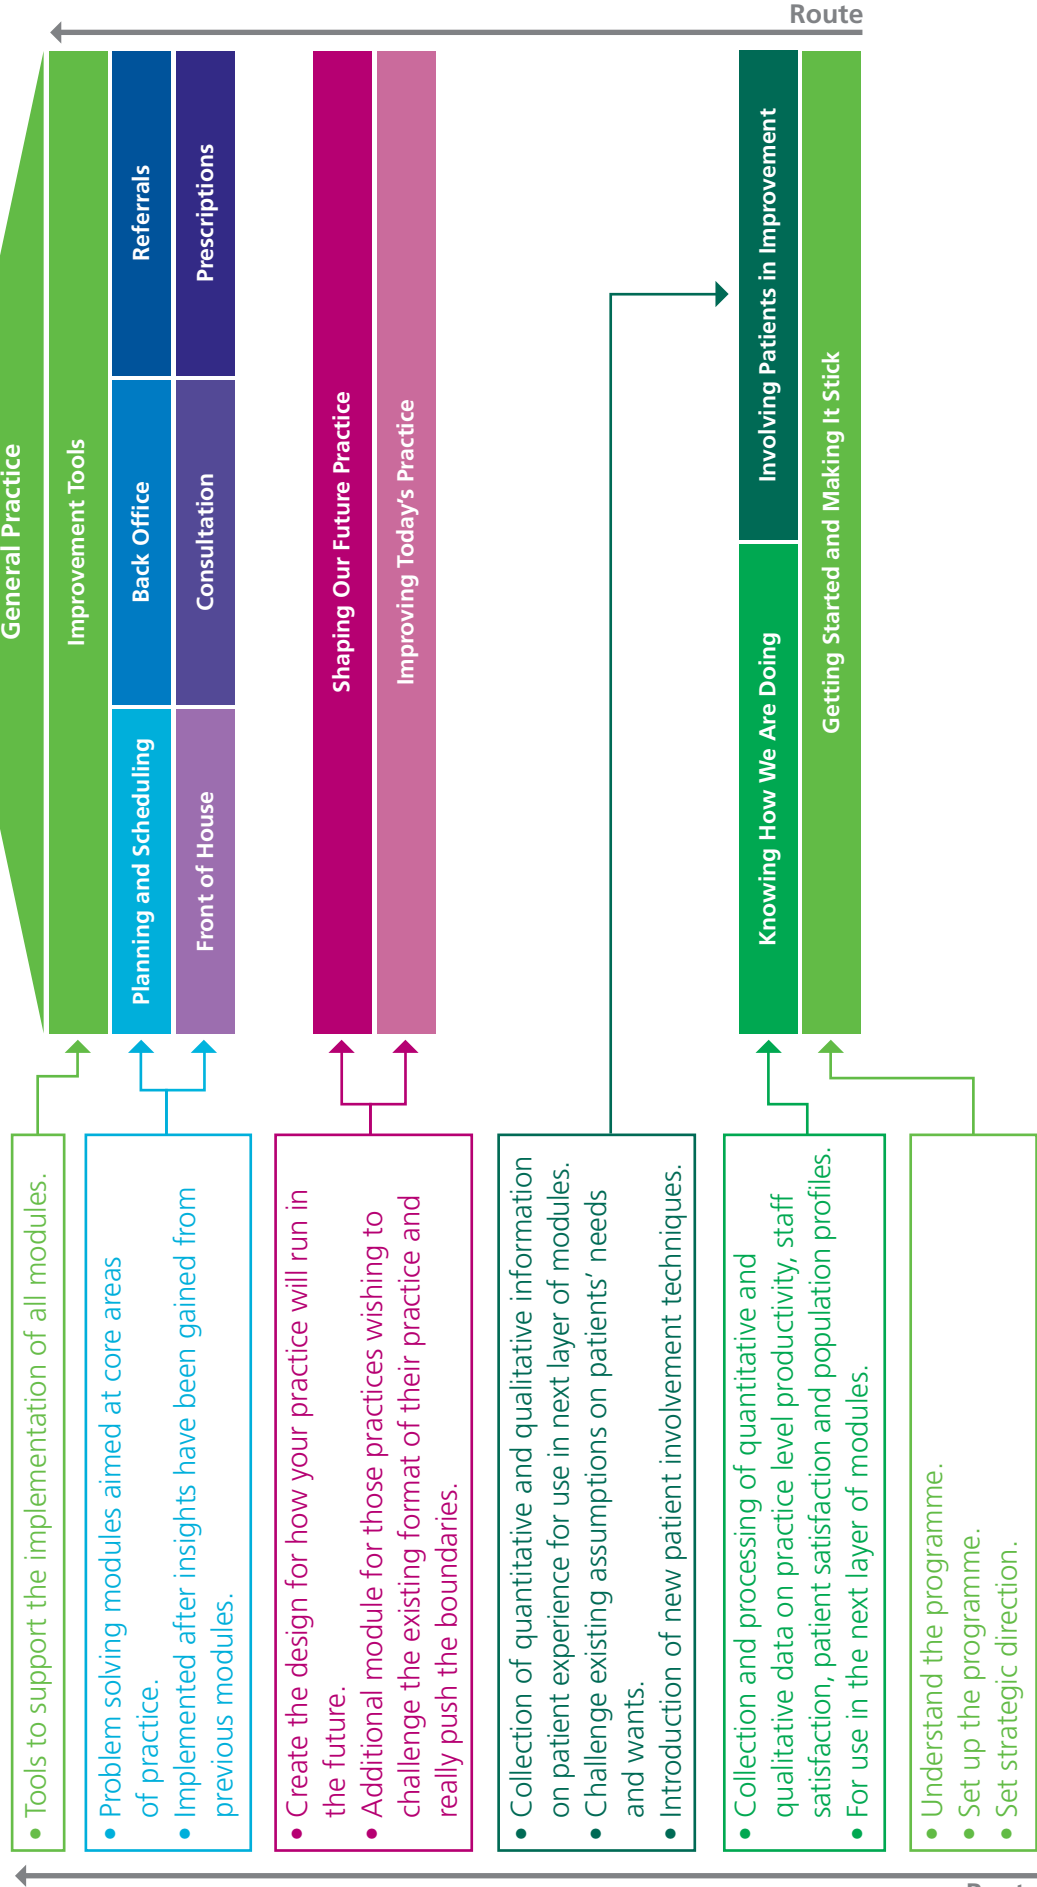 Route
General Practice
Improvement Tools
Planning and Scheduling
Back Office
Referrals
Front of House
Consultation
Prescriptions
Shaping Our Future Practice
Improving Today’s Practice
Knowing How We Are Doing
Involving Patients in Improvement
Getting Started and Making It Stick
• Tools to support the implementation of all modules.
• Problem solving modules aimed at core areas
of practice.
• Implemented after insights have been gained from
previous modules.
• Create the design for how your practice will run in
the future.
• Additional module for those practices wishing to
challenge the existing format of their practice and
really push the boundaries.
• Collection of quantitative and qualitative information
on patient experience for use in next layer of modules.
• Challenge existing assumptions on patients’ needs
and wants.
• Introduction of new patient involvement techniques.
• Collection and processing of quantitative and
qualitative data on practice level productivity, staff
satisfaction, patient satisfaction and population profiles.
• For use in the next layer of modules.
• Understand the programme.
• Set up the programme.
• Set strategic direction.